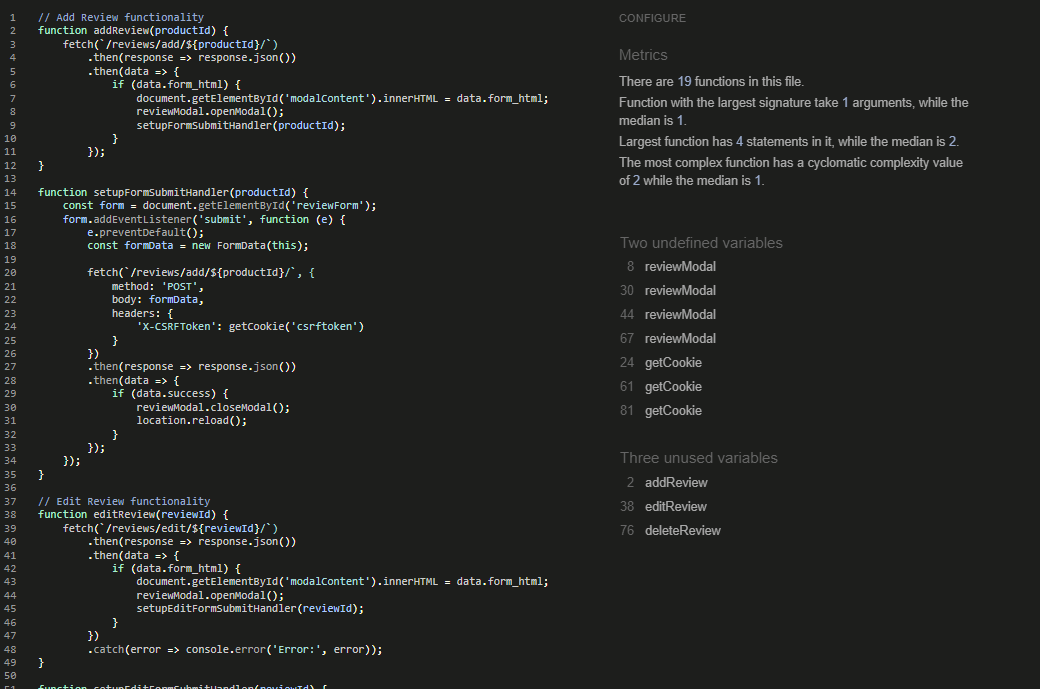 1 // Add Review functionality
2 function addReview(productId) {
3 fetch(`/reviews/add/${productId}/`)
4 .then(response => response.json())
5 .then(data => {
6 if (data.form_html) {
7 document.getElementById('modalContent').innerHTML = data.form_html;
8 reviewModal.openModal();
9 setupFormSubmitHandler(productId);
10 }
11 });
12 }
13
14 function setupFormSubmitHandler(productId) {
15 const form = document.getElementById('reviewForm');
16 form.addEventListener('submit', function (e) {
17 e.preventDefault();
18 const formData = new FormData(this);
19
20 fetch(`/reviews/add/${productId}/`, {
21 method: 'POST',
22 body: formData,
23 headers: {
24 'X-CSRFToken': getCookie('csrftoken')
25 }
26 })
27 .then(response => response.json())
28 .then(data => {
29 if (data.success) {
30 reviewModal.closeModal();
31 location.reload();
32 }
33 });
34 });
35 }
36
37 // Edit Review functionality
38 function editReview(reviewId) {
39 fetch(`/reviews/edit/${reviewId}/`)
40 .then(response => response.json())
41 .then(data => {
42 if (data.form_html) {
43 document.getElementById('modalContent').innerHTML = data.form_html;
44 reviewModal.openModal();
45 setupEditFormSubmitHandler(reviewId);
46 }
47 })
48 .catch(error => console.error('Error:', error));
49 }
50
51 function setupEditFormSubmitHandler(reviewId) {
CONFIGURE
Metrics
There are 19 functions in this file.
Function with the largest signature take 1 arguments, while the
median is 1.
Largest function has 4 statements in it, while the median is 2.
The most complex function has a cyclomatic complexity value
of 2 while the median is 1.
Two undefined variables
8 reviewModal
30 reviewModal
44 reviewModal
67 reviewModal
24 getCookie
61 getCookie
81 getCookie
Three unused variables
2 addReview
38 editReview
76 deleteReview